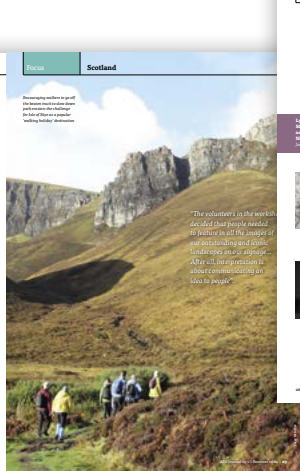 Focus
Scotland
Encouraging walkers to go off
the beaten track to slow down
path erosion: the challenge
for Isle of Skye as a popular
'walking holiday' destination
"The volunteers in the worksh
decided that people needed
to feature in all the images of
our outstanding and iconic
landscapes on our signage...
After all, interpretation is
about communicating an
idea to people".